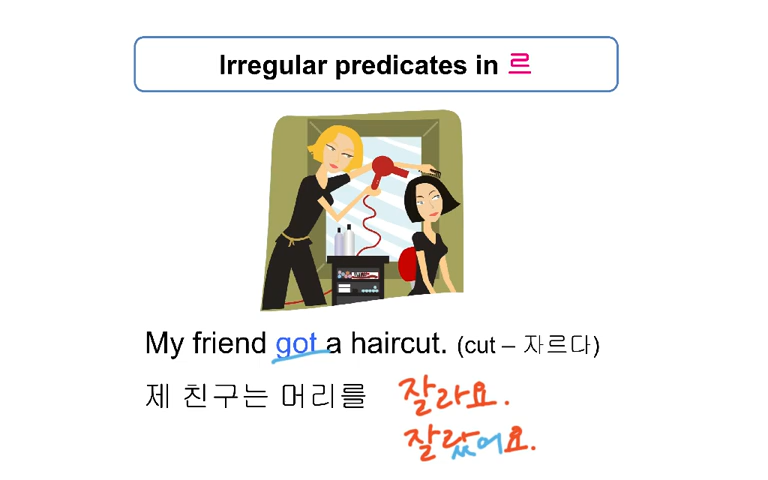 Irregular predicates in 르
My friend got a haircut. (cut – 자르다)
제 친구는 머리를 잘라요.
잘랐어요.